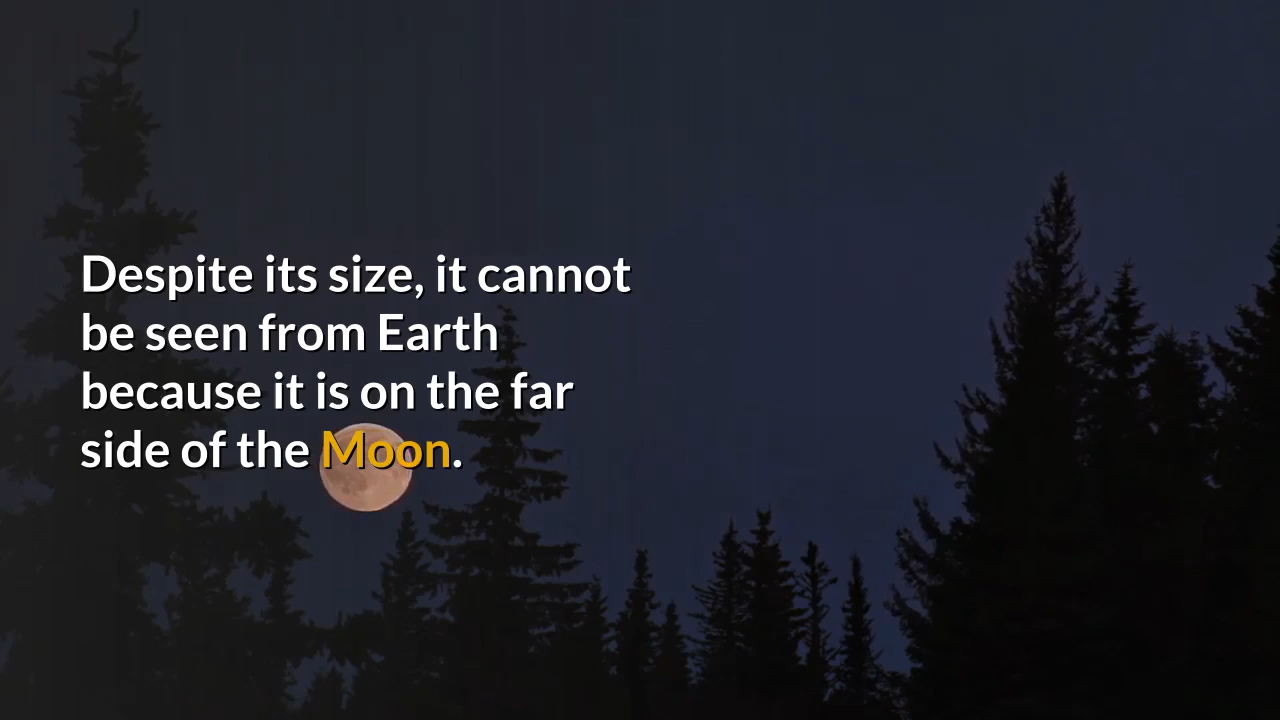 Despite its size, it cannot
be seen from Earth
because it is on the far
side of the Moon.